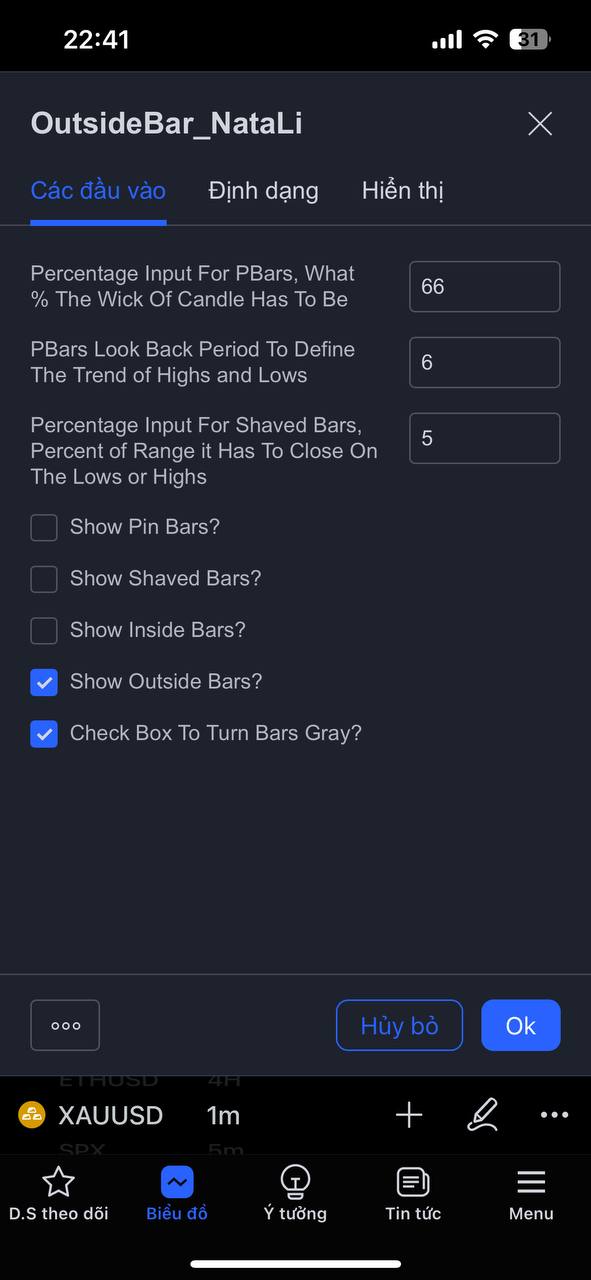 22:41
31
OutsideBar_NataLi
Các đầu vào
Định dạng
Hiển thị
Percentage Input For PBars, What
% The Wick Of Candle Has To Be
66
PBars Look Back Period To Define
The Trend of Highs and Lows
6
Percentage Input For Shaved Bars,
Percent of Range it Has To Close On
The Lows or Highs
5
Show Pin Bars?
Show Shaved Bars?
Show Inside Bars?
Show Outside Bars?
Check Box To Turn Bars Gray?
Hủy bỏ
Ok
ETHUSD 4H
XAUUSD 1m
SPX 5m
D.S theo dõi
Biểu đồ
Ý tưởng
Tin tức
Menu